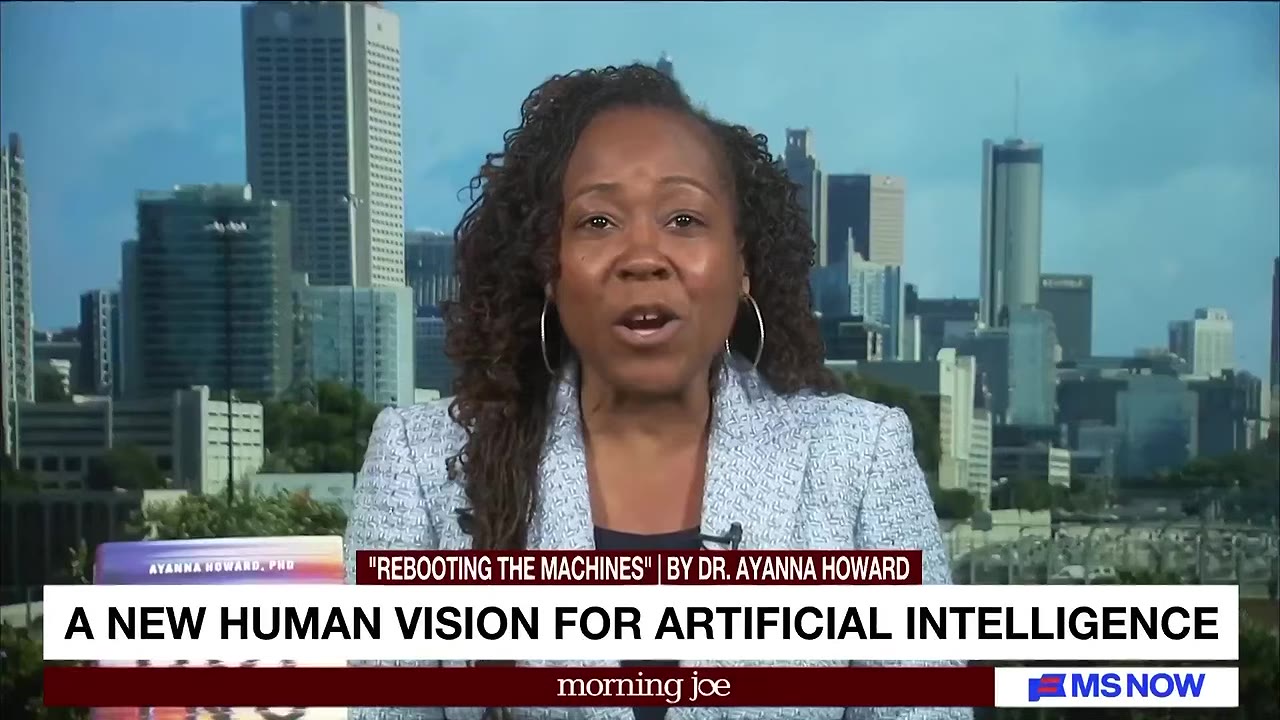 AYANNA HOWARD, PHD
"REBOOTING THE MACHINES" | BY DR. AYANNA HOWARD
A NEW HUMAN VISION FOR ARTIFICIAL INTELLIGENCE
morning joe
MS NOW